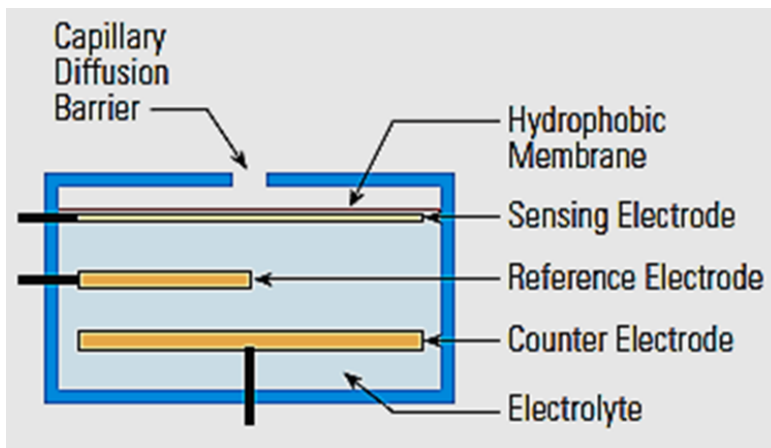 Capillary
Diffusion
Barrier
Hydrophobic
Membrane
Sensing Electrode
Reference Electrode
Counter Electrode
Electrolyte